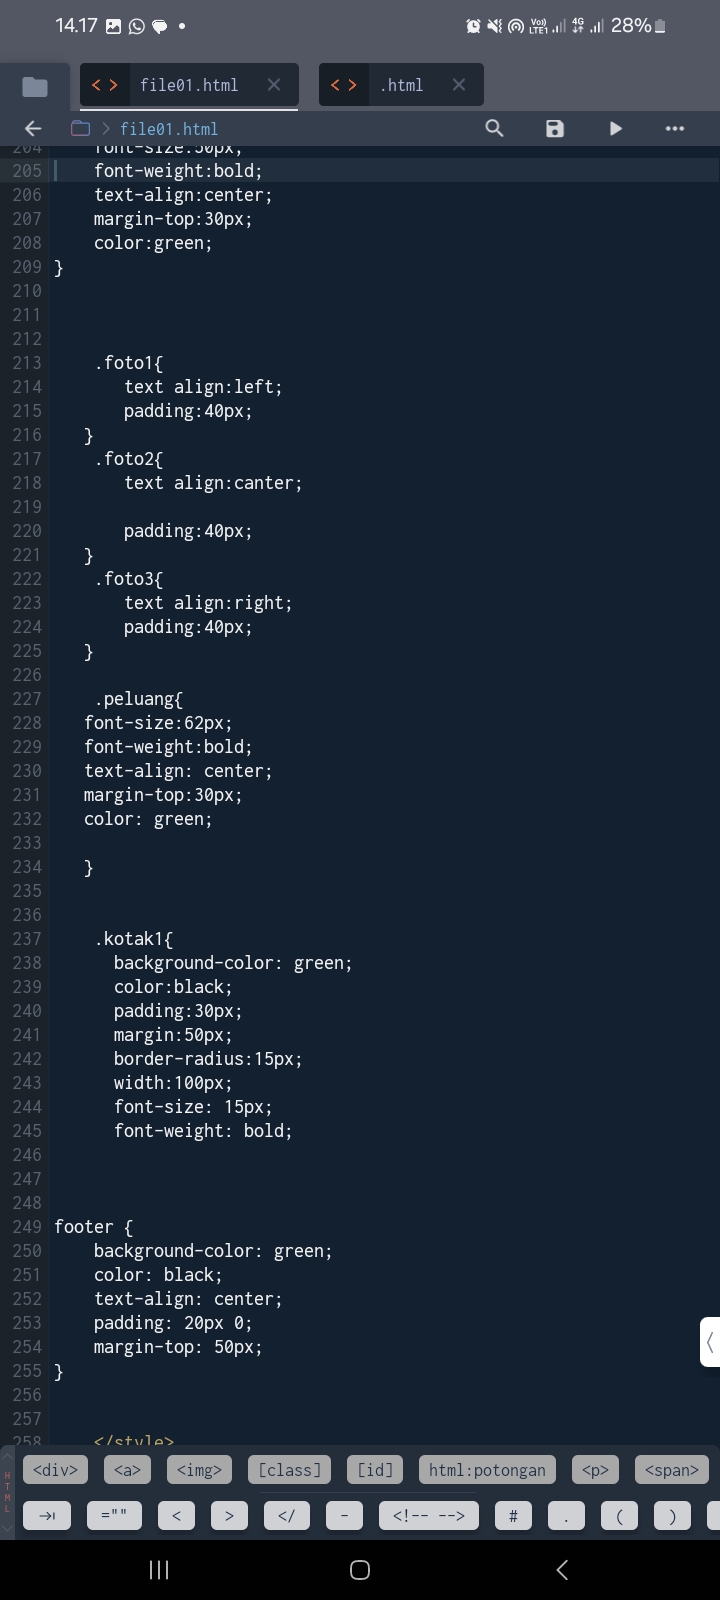 14.17 28%
Vo)) LTE1 4G
file01.html .html
file01.html
204 font-size:50px;
205 font-weight:bold;
206 text-align:center;
207 margin-top:30px;
208 color:green;
209 }
210
211
212
213 .foto1{
214 text align:left;
215 padding:40px;
216 }
217 .foto2{
218 text align:canter;
219
220 padding:40px;
221 }
222 .foto3{
223 text align:right;
224 padding:40px;
225 }
226
227 .peluang{
228 font-size:62px;
229 font-weight:bold;
230 text-align: center;
231 margin-top:30px;
232 color: green;
233
234 }
235
236
237 .kotak1{
238 background-color: green;
239 color:black;
240 padding:30px;
241 margin:50px;
242 border-radius:15px;
243 width:100px;
244 font-size: 15px;
245 font-weight: bold;
246
247
248
249 footer {
250 background-color: green;
251 color: black;
252 text-align: center;
253 padding: 20px 0;
254 margin-top: 50px;
255 }
256
257
258 </style>
HTML
<div> <a> <img> [class] [id] html:potongan <p> <span>
="" < > </ - <!-- --> # . ( )